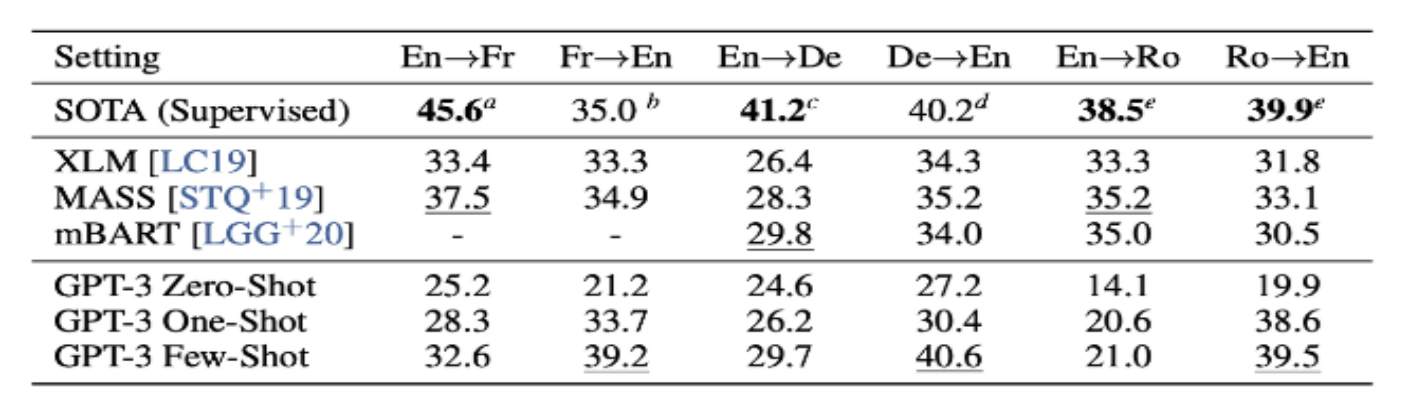 Setting En→Fr Fr→En En→De De→En En→Ro Ro→En
SOTA (Supervised) 45.6ᵃ 35.0 ᵇ 41.2ᶜ 40.2ᵈ 38.5ᵉ 39.9ᵉ
XLM [LC19] 33.4 33.3 26.4 34.3 33.3 31.8
MASS [STQ⁺19] 37.5 34.9 28.3 35.2 35.2 33.1
mBART [LGG⁺20] - - 29.8 34.0 35.0 30.5
GPT-3 Zero-Shot 25.2 21.2 24.6 27.2 14.1 19.9
GPT-3 One-Shot 28.3 33.7 26.2 30.4 20.6 38.6
GPT-3 Few-Shot 32.6 39.2 29.7 40.6 21.0 39.5